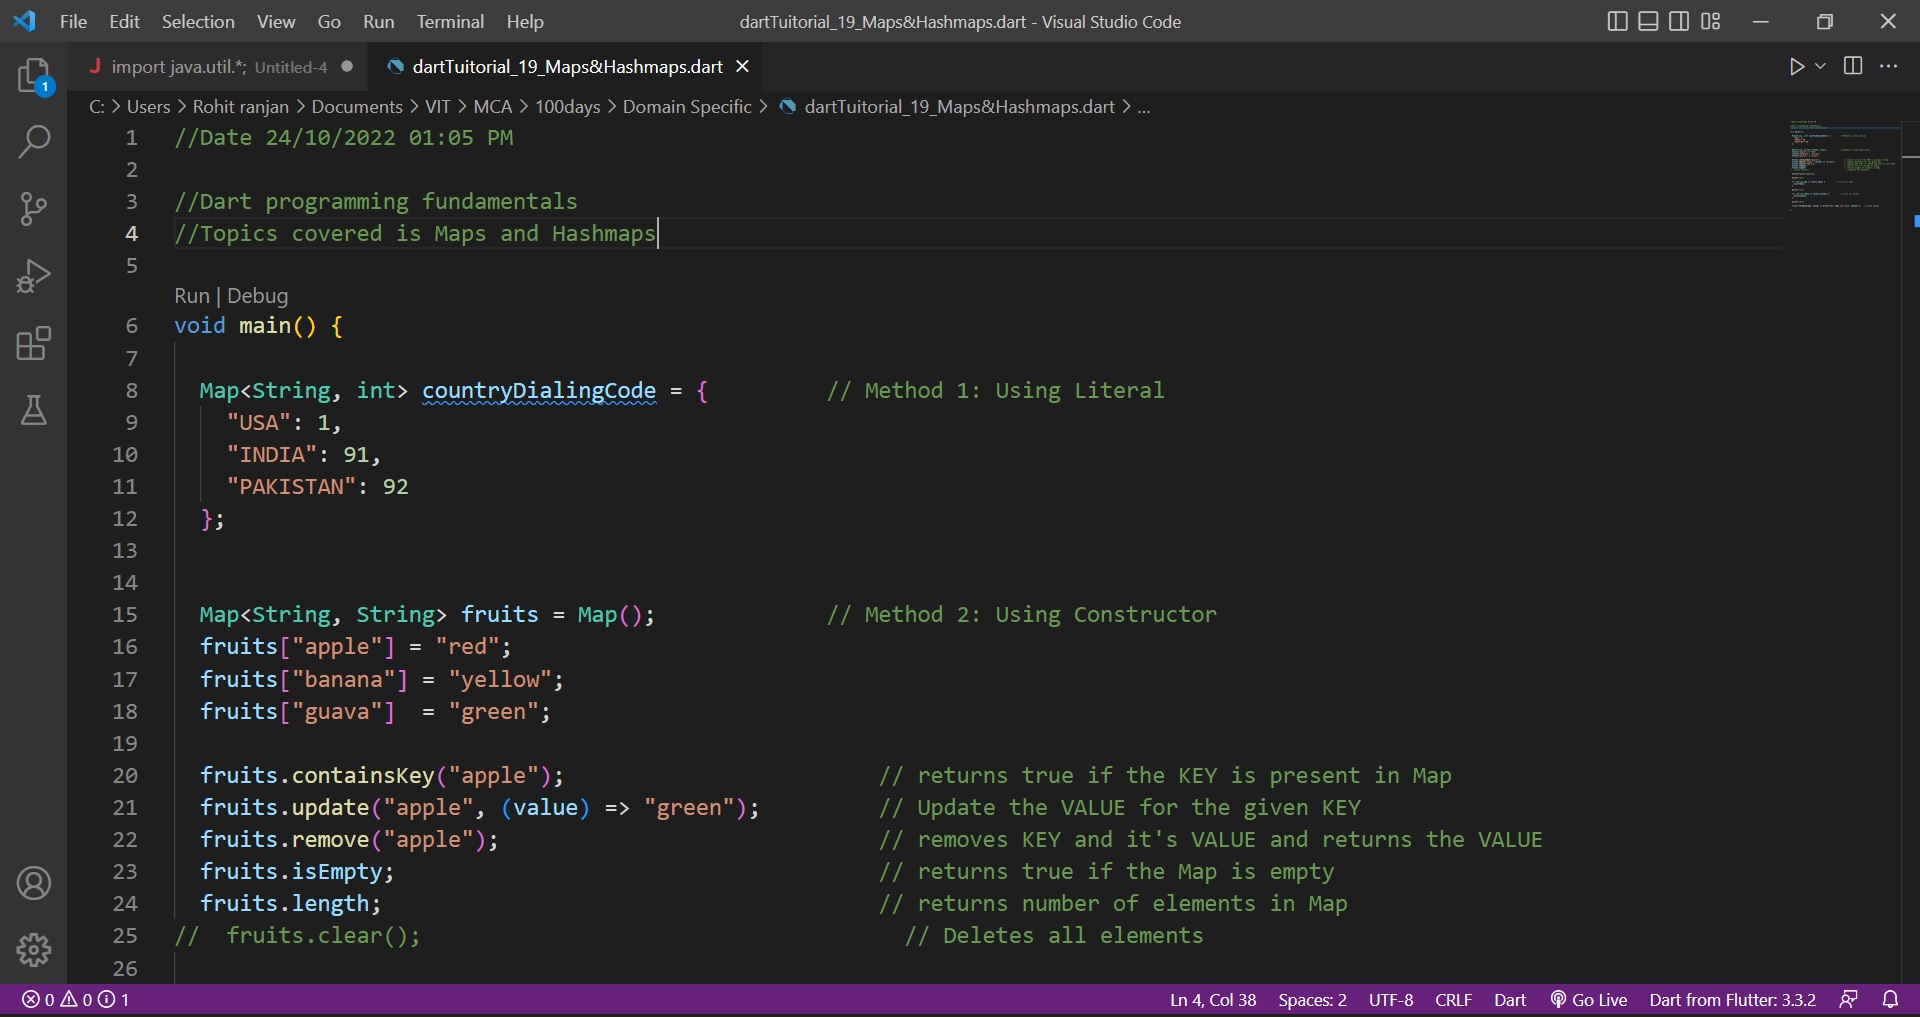 File Edit Selection View Go Run Terminal Help dartTuitorial_19_Maps&Hashmaps.dart - Visual Studio Code
J import java.util.*; Untitled-4 dartTuitorial_19_Maps&Hashmaps.dart
1
C: > Users > Rohit ranjan > Documents > VIT > MCA > 100days > Domain Specific > dartTuitorial_19_Maps&Hashmaps.dart > ...
1 //Date 24/10/2022 01:05 PM
2
3 //Dart programming fundamentals
4 //Topics covered is Maps and Hashmaps
5
Run | Debug
6 void main() {
7
8 Map<String, int> countryDialingCode = { // Method 1: Using Literal
9 "USA": 1,
10 "INDIA": 91,
11 "PAKISTAN": 92
12 };
13
14
15 Map<String, String> fruits = Map(); // Method 2: Using Constructor
16 fruits["apple"] = "red";
17 fruits["banana"] = "yellow";
18 fruits["guava"]  = "green";
19
20 fruits.containsKey("apple"); // returns true if the KEY is present in Map
21 fruits.update("apple", (value) => "green"); // Update the VALUE for the given KEY
22 fruits.remove("apple"); // removes KEY and it's VALUE and returns the VALUE
23 fruits.isEmpty; // returns true if the Map is empty
24 fruits.length; // returns number of elements in Map
25 //  fruits.clear(); // Deletes all elements
26
0 0 1 Ln 4, Col 38 Spaces: 2 UTF-8 CRLF Dart Go Live Dart from Flutter: 3.3.2